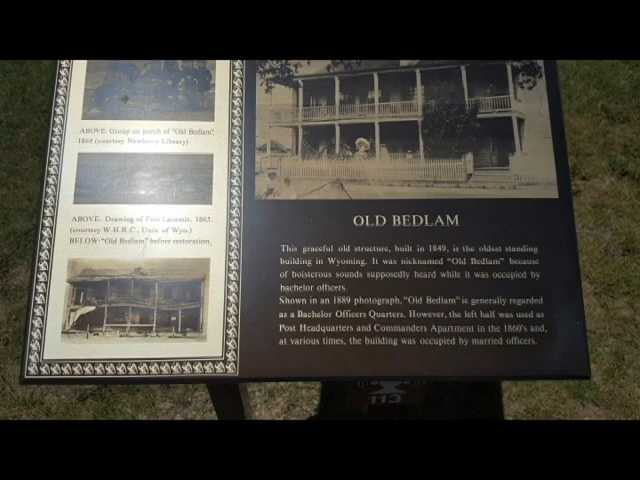 ABOVE: Group on porch of "Old Bedlam",
1864 (courtesy Newberry Library)
ABOVE: Drawing of Fort Laramie, 1863.
(courtesy W.H.R.C., Univ. of Wyo.)
BELOW: "Old Bedlam" before restoration.
OLD BEDLAM
This graceful old structure, built in 1849, is the oldest standing
building in Wyoming. It was nicknamed "Old Bedlam" because
of boisterous sounds supposedly heard while it was occupied by
bachelor officers.
Shown in an 1889 photograph, "Old Bedlam" is generally regarded
as a Bachelor Officers Quarters. However, the left half was used as
Post Headquarters and Commanders Apartment in the 1860's and,
at various times, the building was occupied by married officers.
113